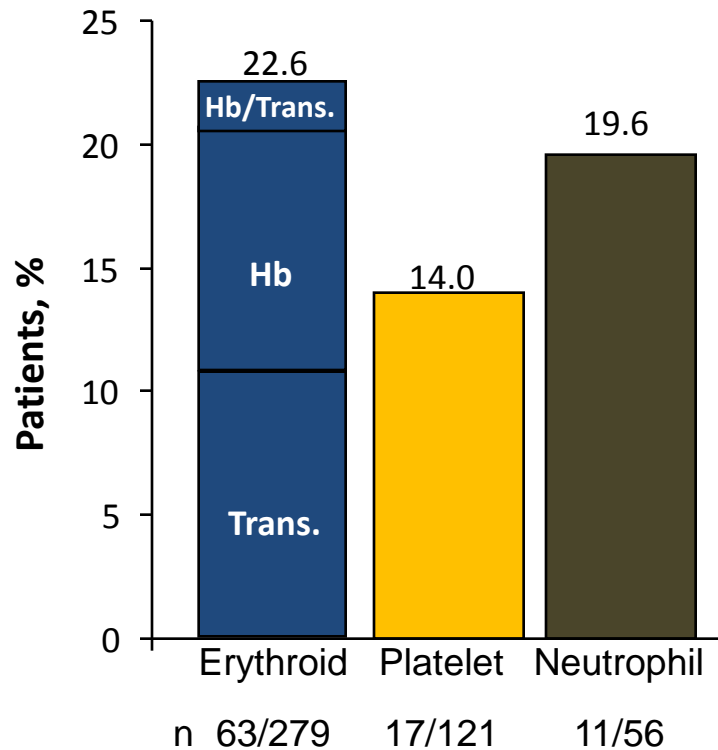 Patients, %
25
20
15
10
5
0
22.6
Hb/Trans.
Hb
Trans.
14.0
19.6
Erythroid Platelet Neutrophil
n 63/279 17/121 11/56